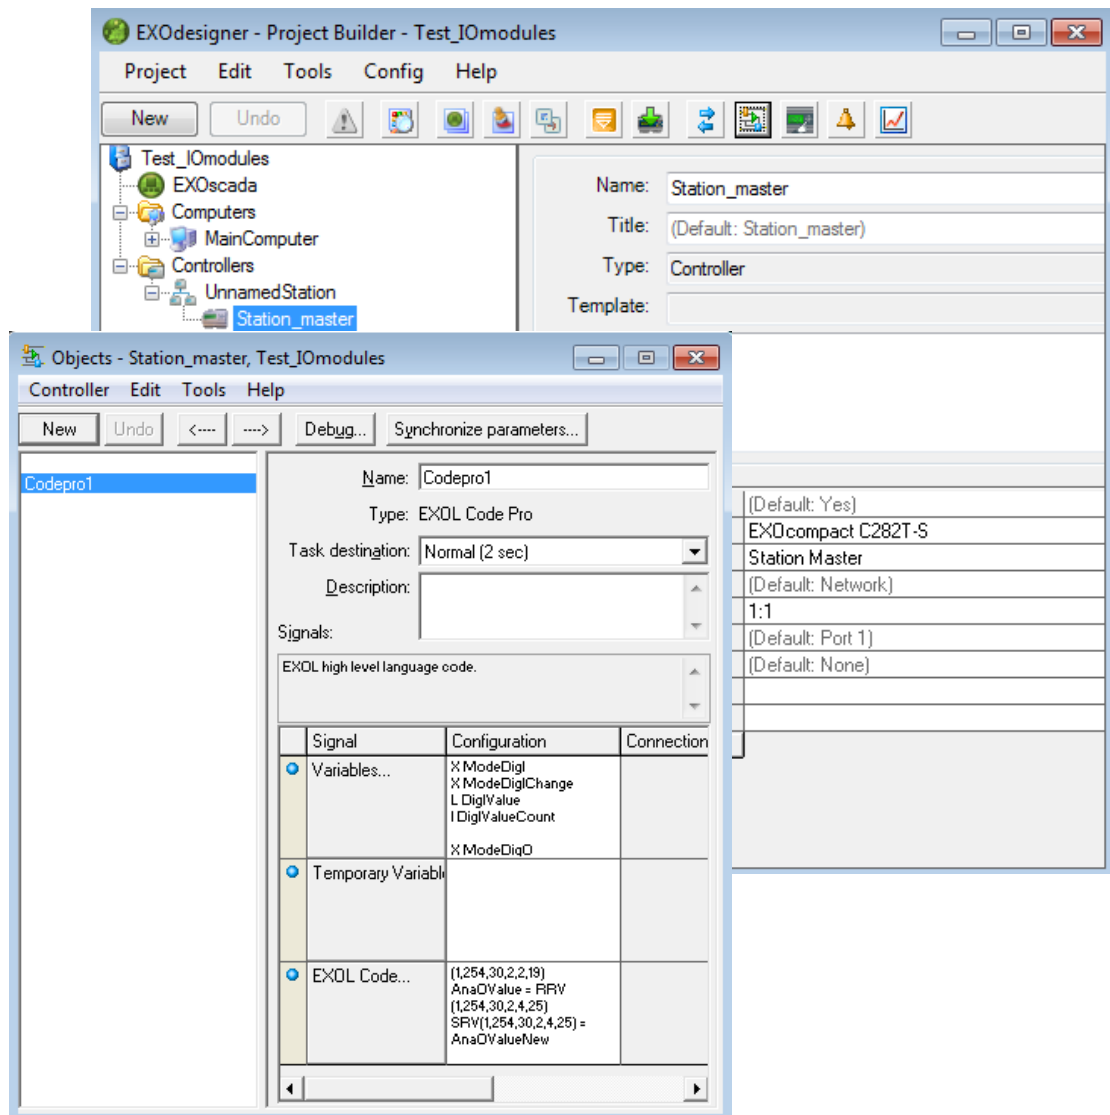 EXOdesigner - Project Builder - Test_IOmodules
Project Edit Tools Config Help
New Undo
Test_IOmodules
EXOscada
Computers
MainComputer
Controllers
UnnamedStation
Station_master
Name: Station_master
Title: (Default: Station_master)
Type: Controller
Template:
(Default: Yes)
EXOcompact C282T-S
Station Master
(Default: Network)
1:1
(Default: Port 1)
(Default: None)
Objects - Station_master, Test_IOmodules
Controller Edit Tools Help
New Undo <---- ----> Debug... Synchronize parameters...
Codepro1
Name: Codepro1
Type: EXOL Code Pro
Task destination: Normal (2 sec)
Description:
Signals:
EXOL high level language code.
Signal Configuration Connection
Variables...
X ModeDigI
X ModeDigIChange
L DigIValue
I DigIValueCount
X ModeDigO
Temporary Variabl
EXOL Code...
(1,254,30,2,2,19)
AnaOValue = RRV
(1,254,30,2,4,25)
SRV(1,254,30,2,4,25) =
AnaOValueNew